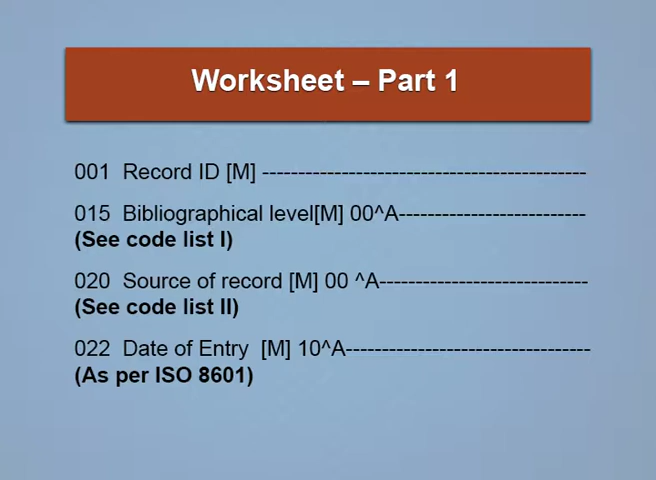 Worksheet – Part 1
001 Record ID [M] ---------------------------------------------
015 Bibliographical level[M] 00^A--------------------------
(See code list I)
020 Source of record [M] 00 ^A-----------------------------
(See code list II)
022 Date of Entry [M] 10^A----------------------------------
(As per ISO 8601)